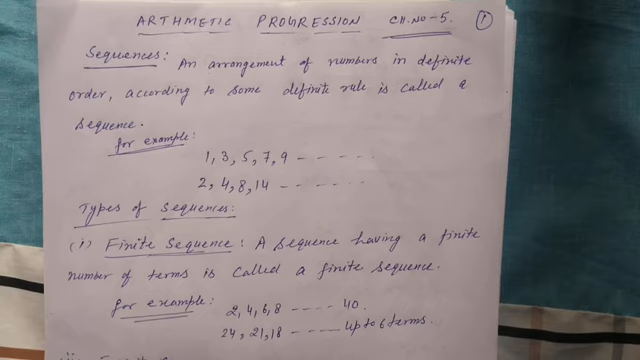 ARTHMETIC PROGRESSION CH.NO-5. 1
Sequences: An arrangement of numbers in definite
order, according to some definite rule is called a
sequence.
for example:
1, 3, 5, 7, 9 ------
2, 4, 8, 14 ------
Types of Sequences:
(i) Finite Sequence: A sequence having a finite
number of terms is called a finite sequence.
for example:
2, 4, 6, 8 ---- 40.
24, 21, 18 ----- up to 6 terms.